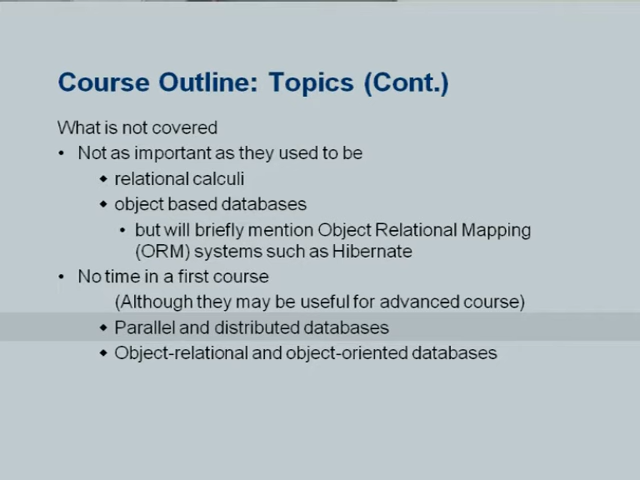 Course Outline: Topics (Cont.)
What is not covered
• Not as important as they used to be
◆ relational calculi
◆ object based databases
• but will briefly mention Object Relational Mapping
(ORM) systems such as Hibernate
• No time in a first course
(Although they may be useful for advanced course)
◆ Parallel and distributed databases
◆ Object-relational and object-oriented databases